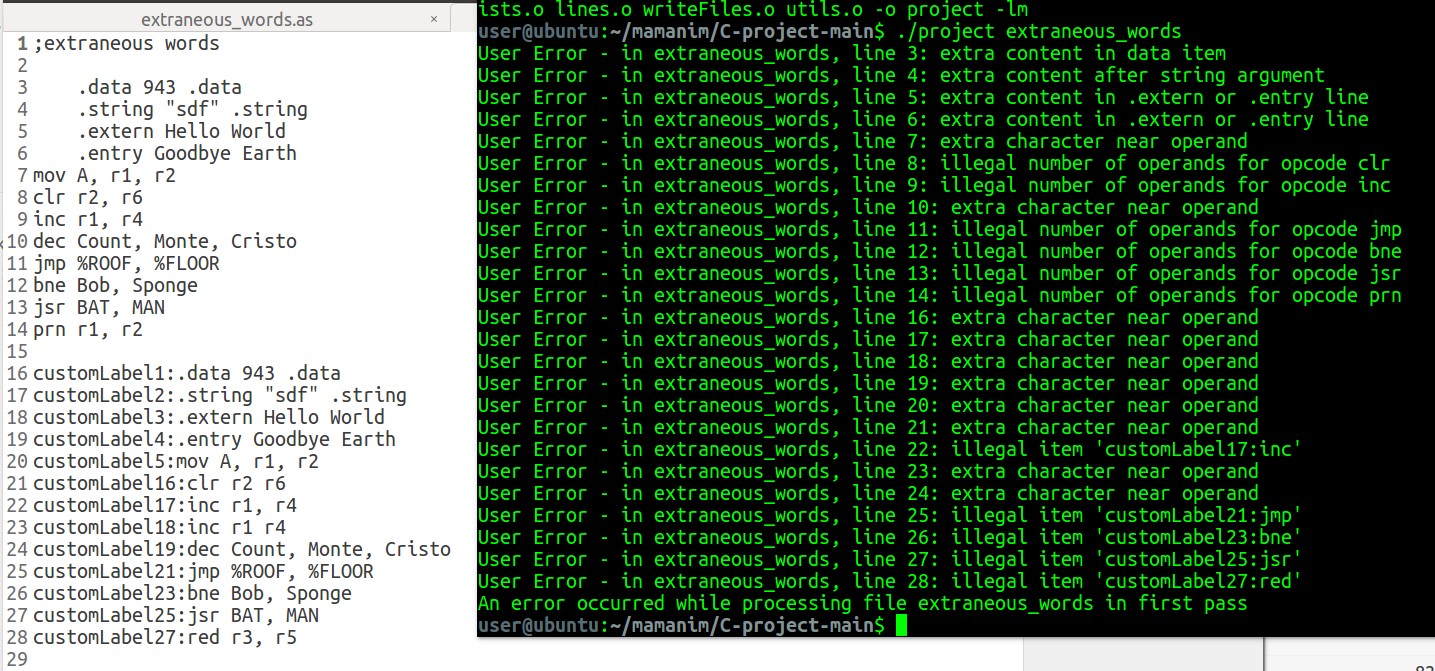 extraneous_words.as ×
1 ;extraneous words
2
3 .data 943 .data
4 .string "sdf" .string
5 .extern Hello World
6 .entry Goodbye Earth
7 mov A, r1, r2
8 clr r2, r6
9 inc r1, r4
10 dec Count, Monte, Cristo
11 jmp %ROOF, %FLOOR
12 bne Bob, Sponge
13 jsr BAT, MAN
14 prn r1, r2
15
16 customLabel1:.data 943 .data
17 customLabel2:.string "sdf" .string
18 customLabel3:.extern Hello World
19 customLabel4:.entry Goodbye Earth
20 customLabel5:mov A, r1, r2
21 customLabel16:clr r2 r6
22 customLabel17:inc r1, r4
23 customLabel18:inc r1 r4
24 customLabel19:dec Count, Monte, Cristo
25 customLabel21:jmp %ROOF, %FLOOR
26 customLabel23:bne Bob, Sponge
27 customLabel25:jsr BAT, MAN
28 customLabel27:red r3, r5
29
ists.o lines.o writeFiles.o utils.o -o project -lm
user@ubuntu:~/mamanim/C-project-main$ ./project extraneous_words
User Error - in extraneous_words, line 3: extra content in data item
User Error - in extraneous_words, line 4: extra content after string argument
User Error - in extraneous_words, line 5: extra content in .extern or .entry line
User Error - in extraneous_words, line 6: extra content in .extern or .entry line
User Error - in extraneous_words, line 7: extra character near operand
User Error - in extraneous_words, line 8: illegal number of operands for opcode clr
User Error - in extraneous_words, line 9: illegal number of operands for opcode inc
User Error - in extraneous_words, line 10: extra character near operand
User Error - in extraneous_words, line 11: illegal number of operands for opcode jmp
User Error - in extraneous_words, line 12: illegal number of operands for opcode bne
User Error - in extraneous_words, line 13: illegal number of operands for opcode jsr
User Error - in extraneous_words, line 14: illegal number of operands for opcode prn
User Error - in extraneous_words, line 16: extra character near operand
User Error - in extraneous_words, line 17: extra character near operand
User Error - in extraneous_words, line 18: extra character near operand
User Error - in extraneous_words, line 19: extra character near operand
User Error - in extraneous_words, line 20: extra character near operand
User Error - in extraneous_words, line 21: extra character near operand
User Error - in extraneous_words, line 22: illegal item 'customLabel17:inc'
User Error - in extraneous_words, line 23: extra character near operand
User Error - in extraneous_words, line 24: extra character near operand
User Error - in extraneous_words, line 25: illegal item 'customLabel21:jmp'
User Error - in extraneous_words, line 26: illegal item 'customLabel23:bne'
User Error - in extraneous_words, line 27: illegal item 'customLabel25:jsr'
User Error - in extraneous_words, line 28: illegal item 'customLabel27:red'
An error occurred while processing file extraneous_words in first pass
user@ubuntu:~/mamanim/C-project-main$